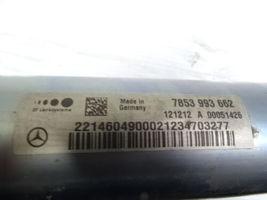 ZF Lenksysteme
Made in
Germany
7853 993 662
121212 A 00051426
2214604900021234703277